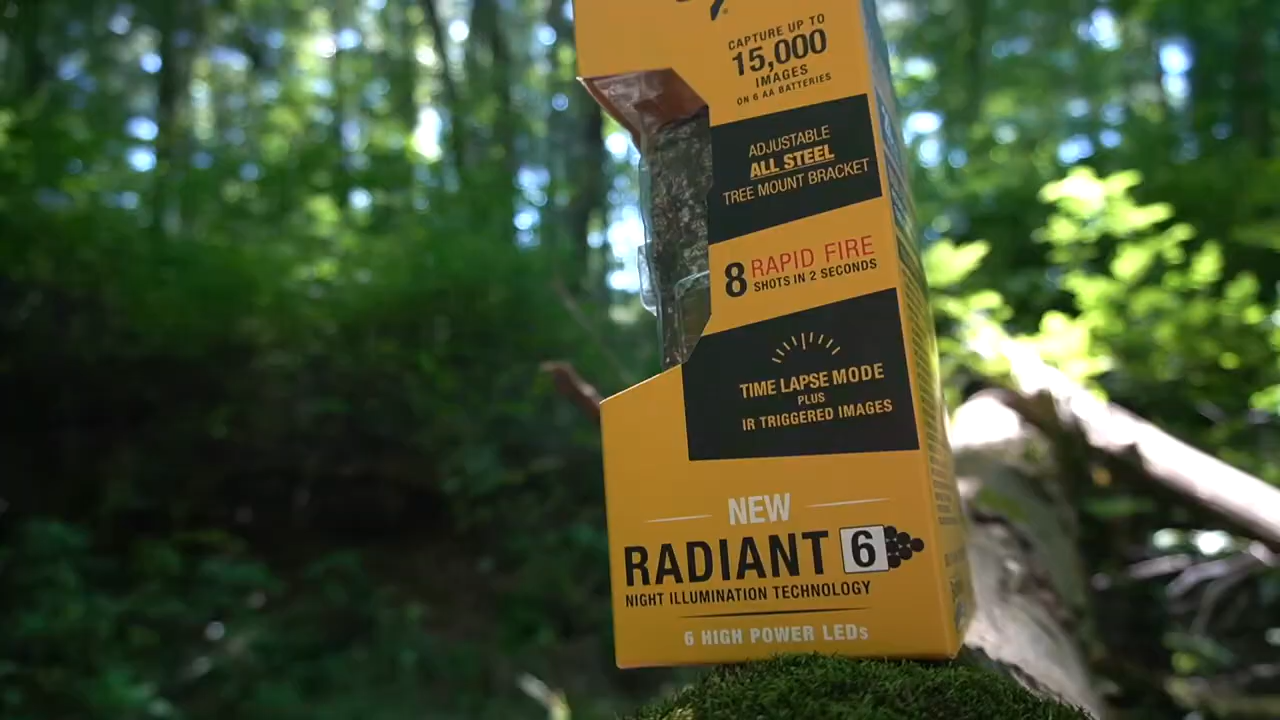 CAPTURE UP TO
15,000
IMAGES
ON 6 AA BATTERIES
ADJUSTABLE
ALL STEEL
TREE MOUNT BRACKET
8 RAPID FIRE
SHOTS IN 2 SECONDS
TIME LAPSE MODE
PLUS
IR TRIGGERED IMAGES
NEW
RADIANT 6
NIGHT ILLUMINATION TECHNOLOGY
6 HIGH POWER LEDs